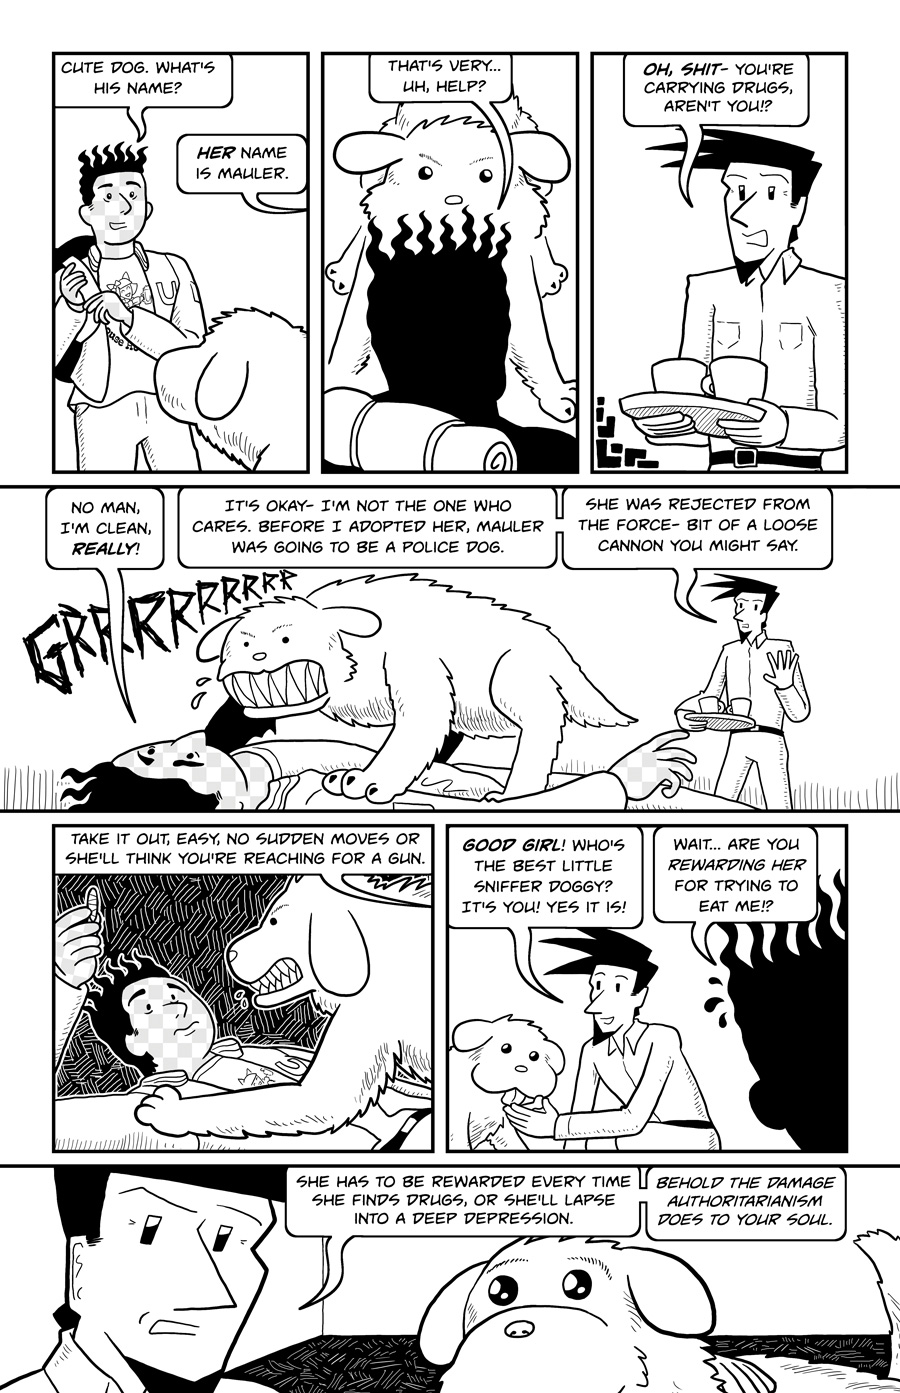 CUTE DOG. WHAT'S
HIS NAME?
HER NAME
IS MAULER.
THAT'S VERY...
UH, HELP?
OH, SHIT- YOU'RE
CARRYING DRUGS,
AREN'T YOU!?
NO MAN,
I'M CLEAN,
REALLY!
IT'S OKAY- I'M NOT THE ONE WHO
CARES. BEFORE I ADOPTED HER, MAULER
WAS GOING TO BE A POLICE DOG.
SHE WAS REJECTED FROM
THE FORCE- BIT OF A LOOSE
CANNON YOU MIGHT SAY.
GRRRRRRRRRR
TAKE IT OUT, EASY, NO SUDDEN MOVES OR
SHE'LL THINK YOU'RE REACHING FOR A GUN.
GOOD GIRL! WHO'S
THE BEST LITTLE
SNIFFER DOGGY?
IT'S YOU! YES IT IS!
WAIT... ARE YOU
REWARDING HER
FOR TRYING TO
EAT ME!?
SHE HAS TO BE REWARDED EVERY TIME
SHE FINDS DRUGS, OR SHE'LL LAPSE
INTO A DEEP DEPRESSION.
BEHOLD THE DAMAGE
AUTHORITARIANISM
DOES TO YOUR SOUL.